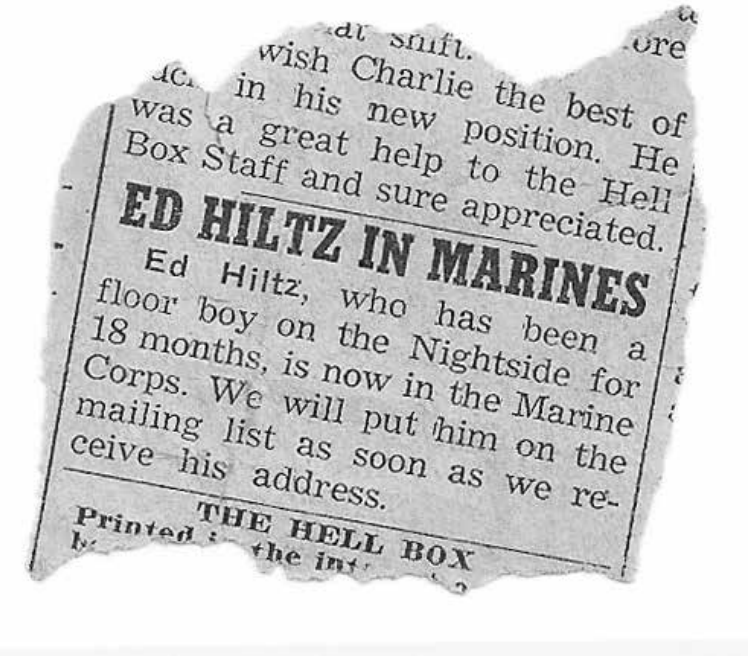 shift.
wish Charlie the best of
in his new position. He
was a great help to the Hell
Box Staff and sure appreciated.
ED HILTZ IN MARINES
Ed Hiltz, who has been a
floor boy on the Nightside for
18 months, is now in the Marine
Corps. We will put him on the
mailing list as soon as we re-
ceive his address.
THE HELL BOX
Printed the